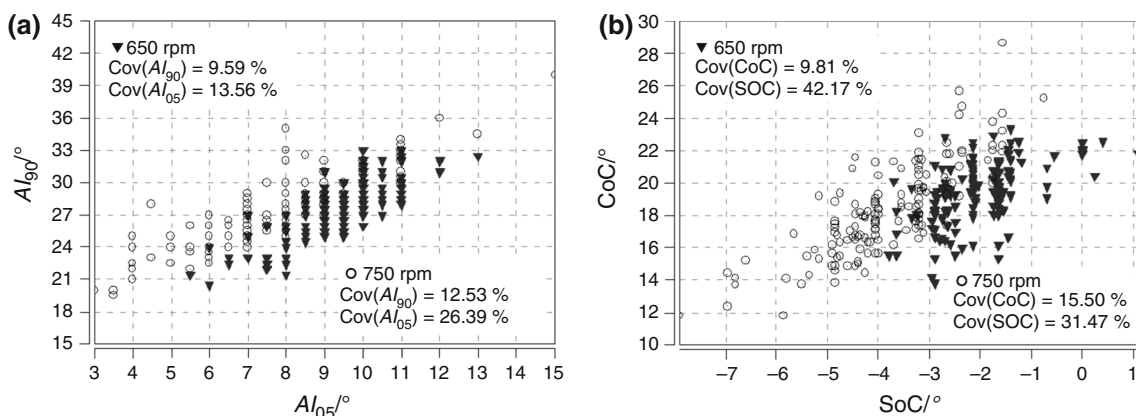 (a)
▼ 650 rpm
Cov(AI90) = 9.59 %
Cov(AI05) = 13.56 %
○ 750 rpm
Cov(AI90) = 12.53 %
Cov(AI05) = 26.39 %
AI90/°
45
42
39
36
33
30
27
24
21
18
15
3 4 5 6 7 8 9 10 11 12 13 14 15
AI05/°
(b)
▼ 650 rpm
Cov(CoC) = 9.81 %
Cov(SOC) = 42.17 %
○ 750 rpm
Cov(CoC) = 15.50 %
Cov(SOC) = 31.47 %
CoC/°
30
28
26
24
22
20
18
16
14
12
10
–7 –6 –5 –4 –3 –2 –1 0 1
SoC/°